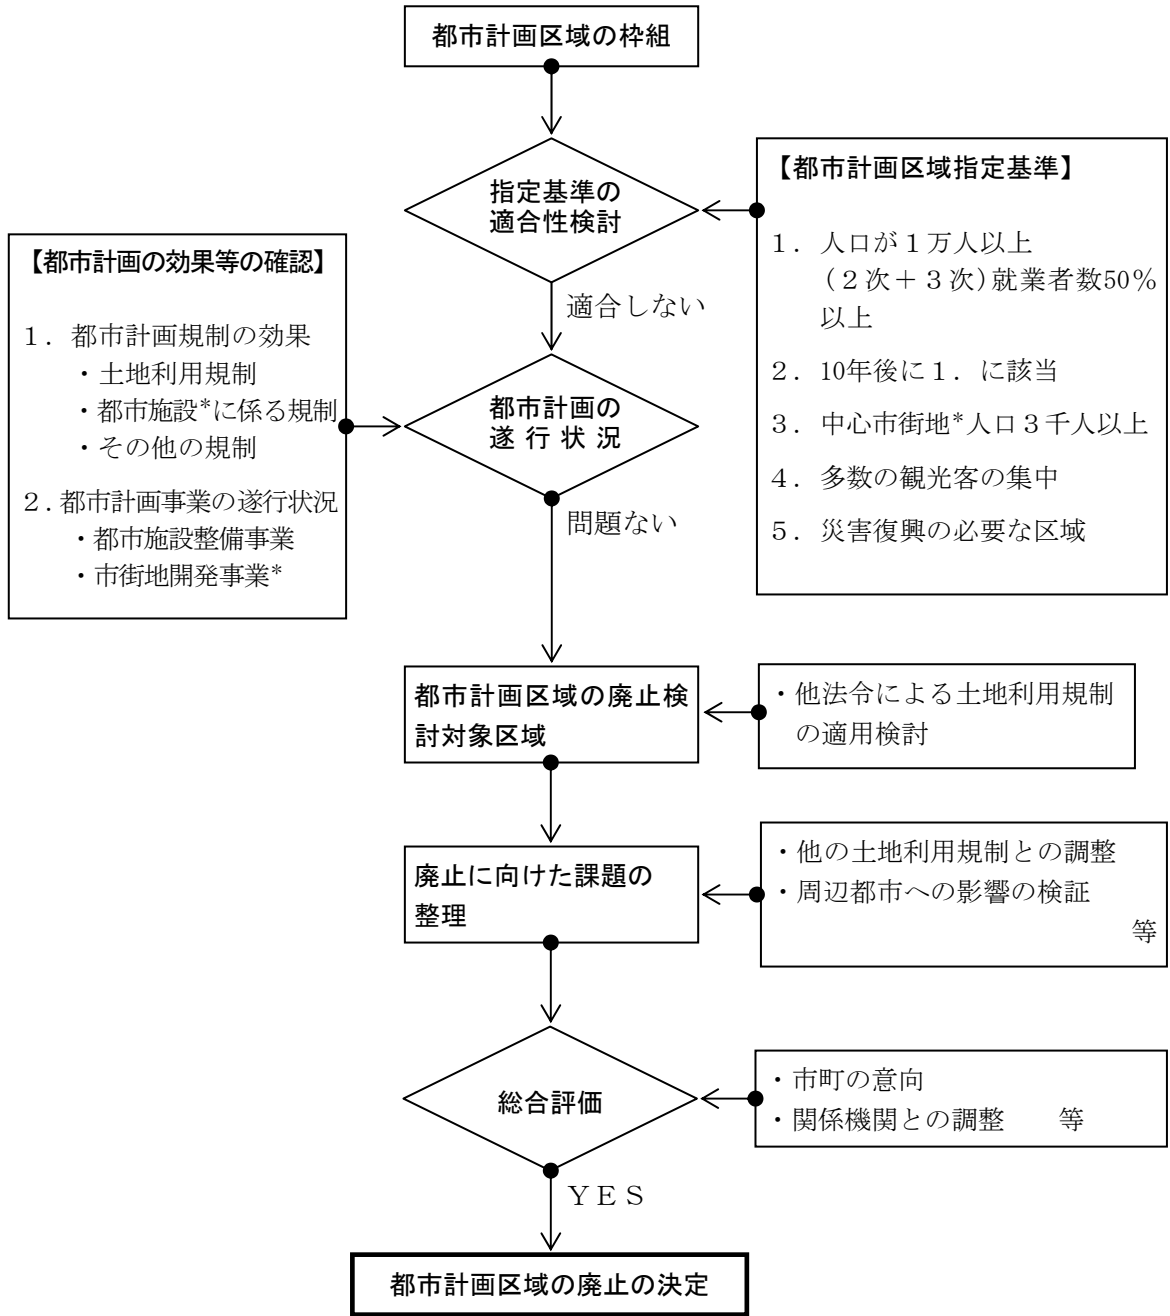 都市計画区域の枠組
指定基準の
適合性検討
【都市計画区域指定基準】
１．人口が１万人以上
(２次＋３次)就業者数50％
以上
２．10年後に１．に該当
３．中心市街地*人口３千人以上
４．多数の観光客の集中
５．災害復興の必要な区域
適合しない
【都市計画の効果等の確認】
１．都市計画規制の効果
・土地利用規制
・都市施設*に係る規制
・その他の規制
２.都市計画事業の遂行状況
・都市施設整備事業
・市街地開発事業*
都市計画の
遂 行 状 況
問題ない
都市計画区域の廃止検
討対象区域
・他法令による土地利用規制
の適用検討
廃止に向けた課題の
整理
・他の土地利用規制との調整
・周辺都市への影響の検証
等
総合評価
・市町の意向
・関係機関との調整　　等
ＹＥＳ
都市計画区域の廃止の決定